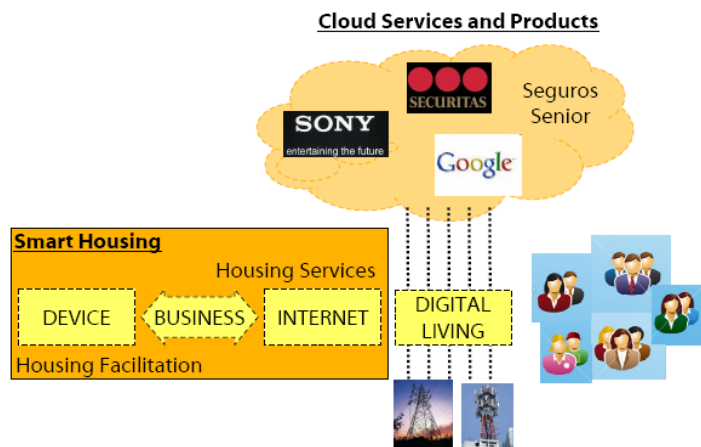 Cloud Services and Products
SECURITAS
Seguros
Senior
SONY
entertaining the future
Google
Smart Housing
Housing Services
DEVICE
BUSINESS
INTERNET
DIGITAL
LIVING
Housing Facilitation